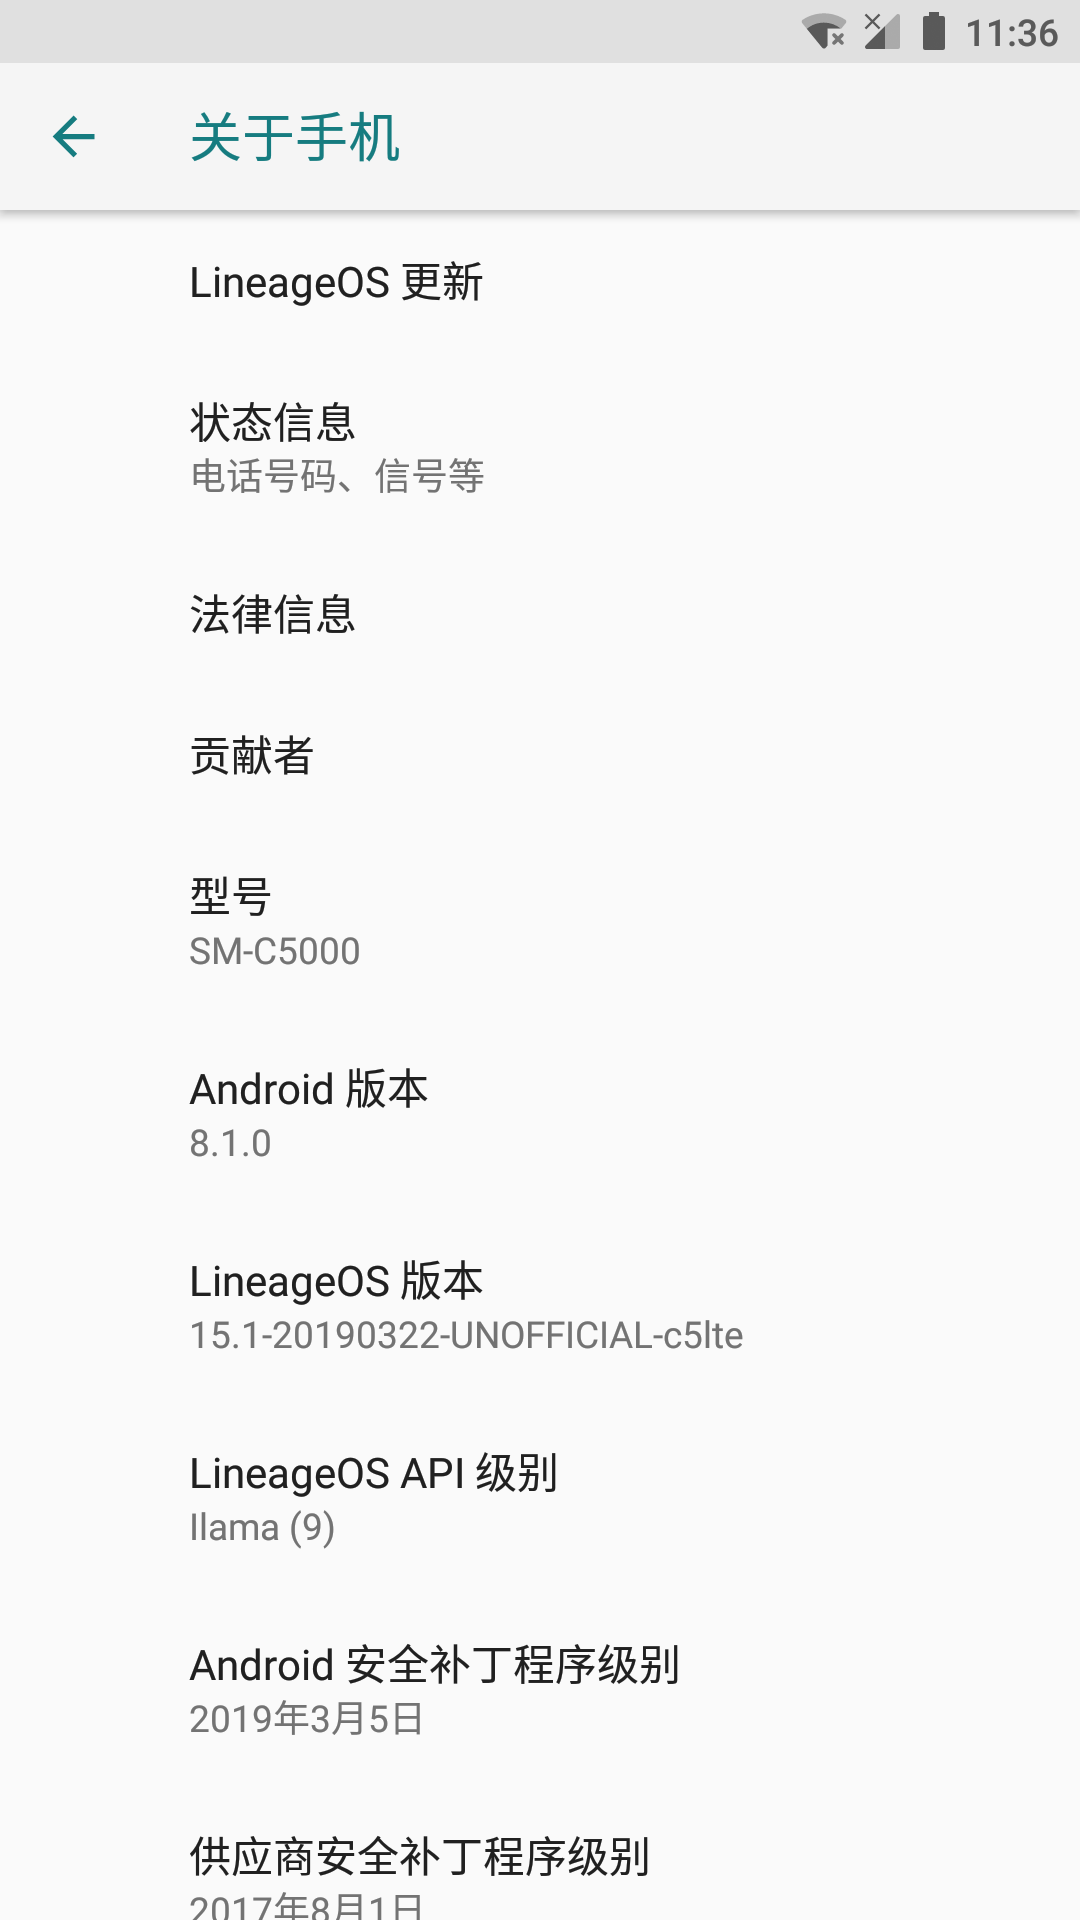 11:36
关于手机
LineageOS 更新
状态信息
电话号码、信号等
法律信息
贡献者
型号
SM-C5000
Android 版本
8.1.0
LineageOS 版本
15.1-20190322-UNOFFICIAL-c5lte
LineageOS API 级别
Ilama (9)
Android 安全补丁程序级别
2019年3月5日
供应商安全补丁程序级别
2017年8月1日